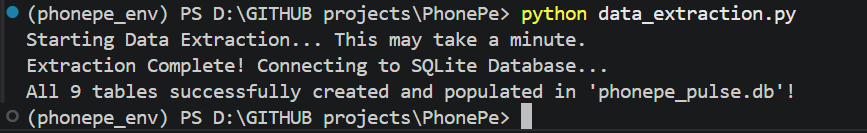 (phonepe_env) PS D:\GITHUB projects\PhonePe> python data_extraction.py
Starting Data Extraction... This may take a minute.
Extraction Complete! Connecting to SQLite Database...
All 9 tables successfully created and populated in 'phonepe_pulse.db'!
(phonepe_env) PS D:\GITHUB projects\PhonePe>